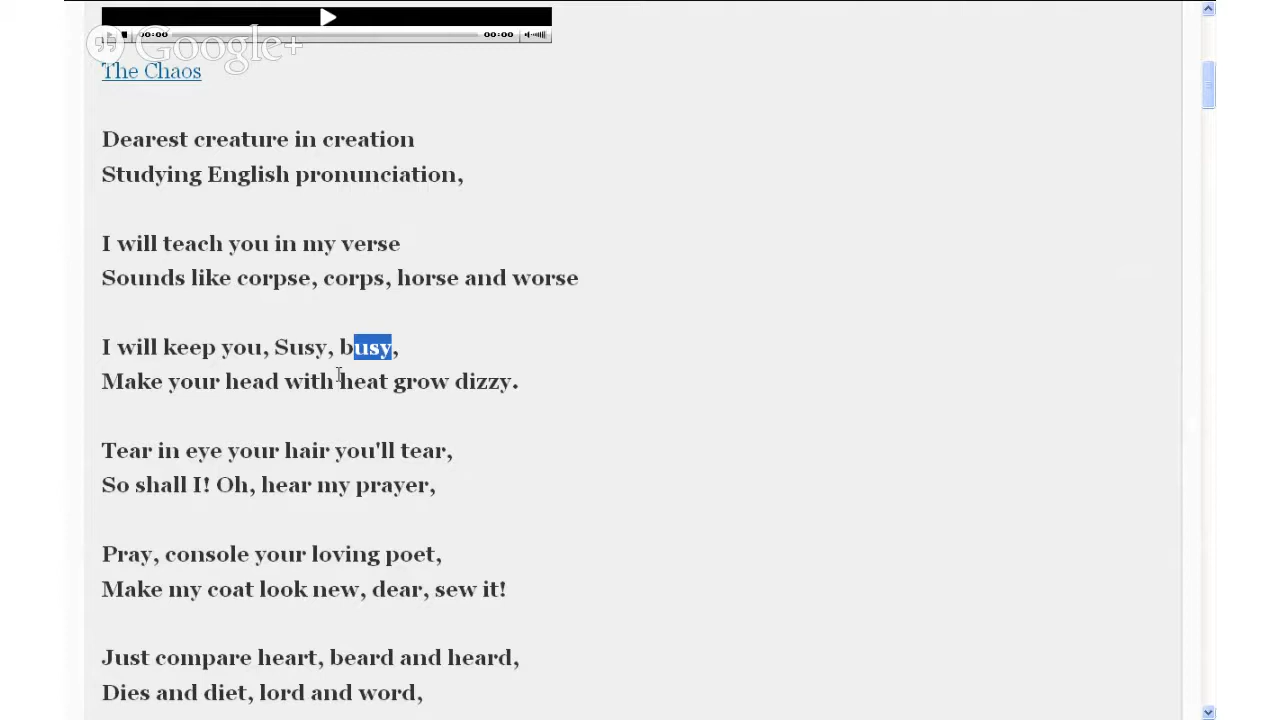 00:00
00:00
Google+
The Chaos
Dearest creature in creation
Studying English pronunciation,
I will teach you in my verse
Sounds like corpse, corps, horse and worse
I will keep you, Susy, busy,
Make your head with heat grow dizzy.
Tear in eye your hair you'll tear,
So shall I! Oh, hear my prayer,
Pray, console your loving poet,
Make my coat look new, dear, sew it!
Just compare heart, beard and heard,
Dies and diet, lord and word,